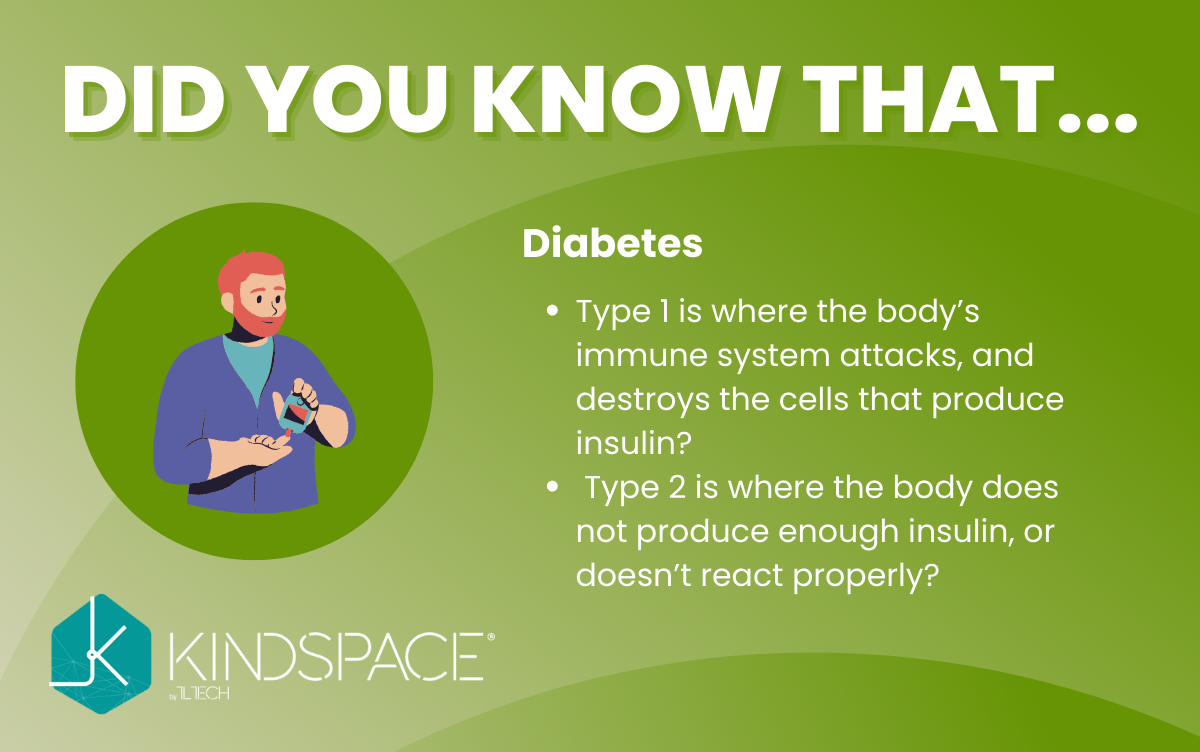 DID YOU KNOW THAT...
Diabetes
• Type 1 is where the body’s
immune system attacks, and
destroys the cells that produce
insulin?
• Type 2 is where the body does
not produce enough insulin, or
doesn’t react properly?
KINDSPACE®
by TLTECH